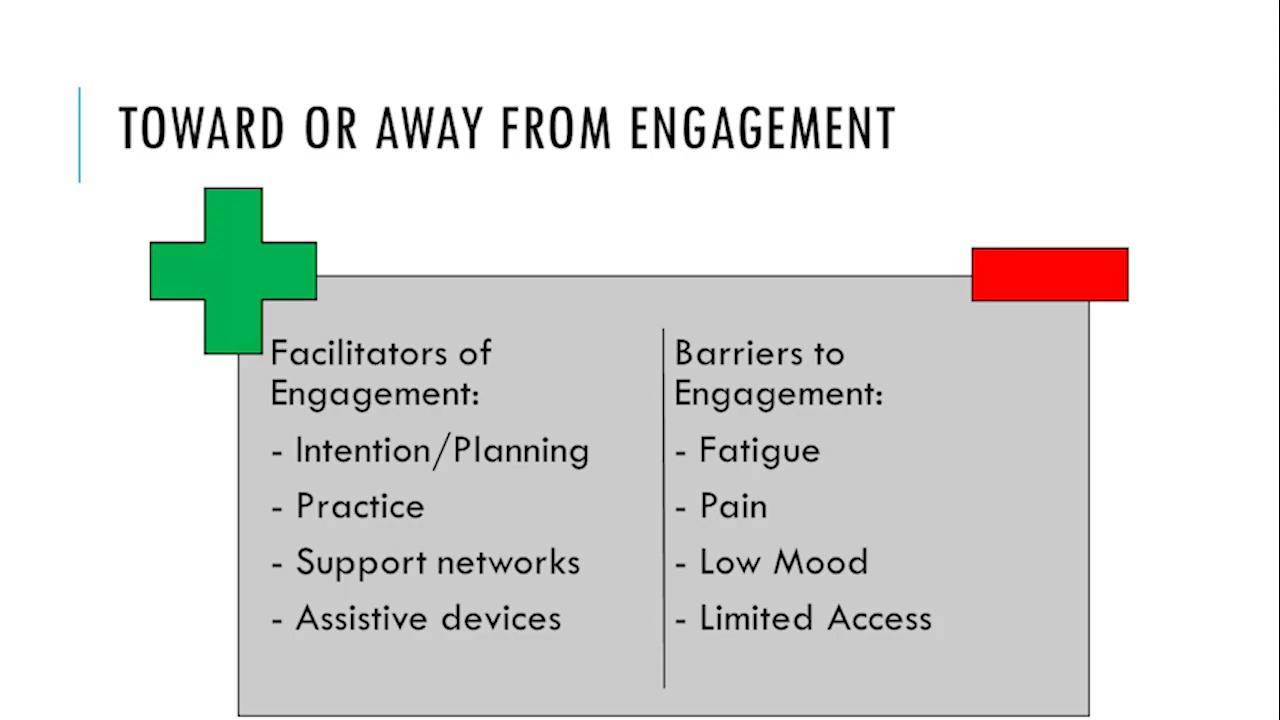 TOWARD OR AWAY FROM ENGAGEMENT
Facilitators of
Engagement:
- Intention/Planning
- Practice
- Support networks
- Assistive devices
Barriers to
Engagement:
- Fatigue
- Pain
- Low Mood
- Limited Access